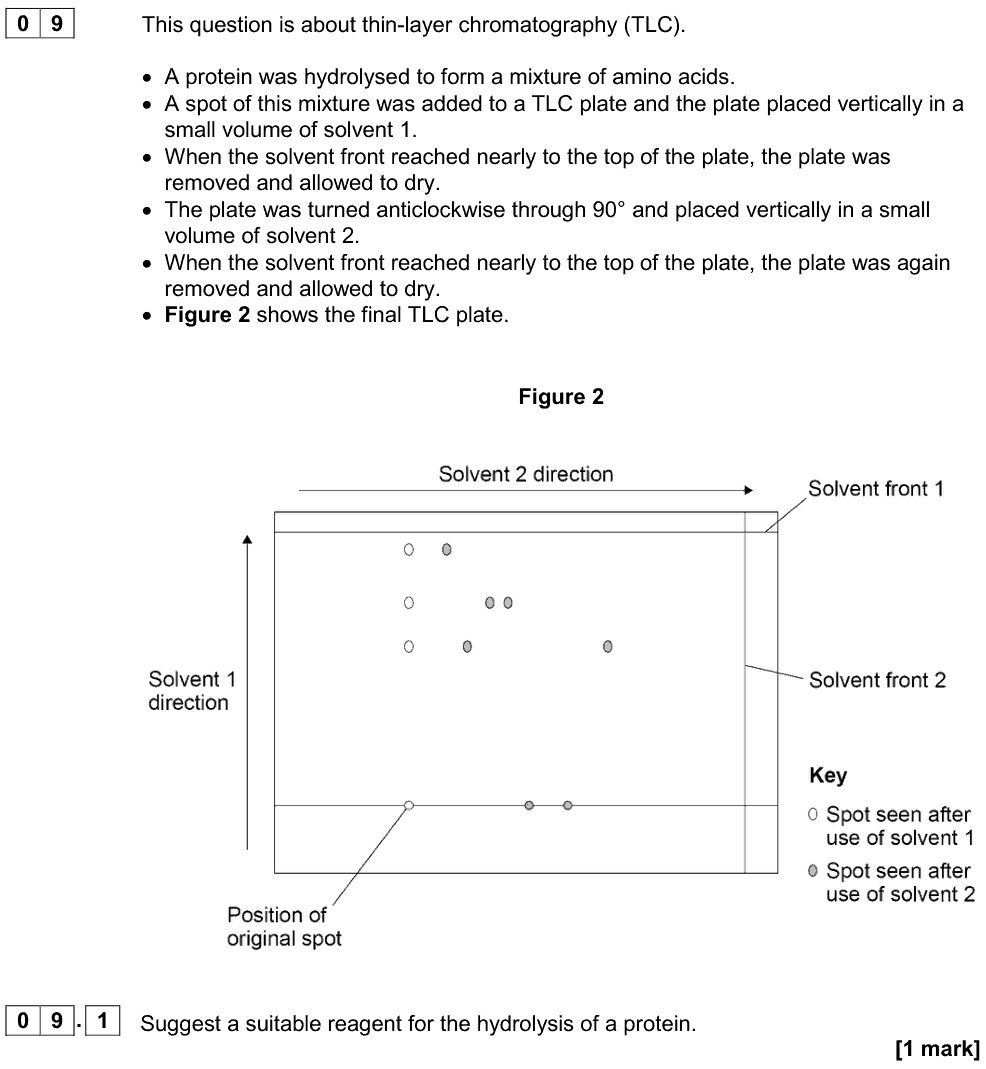 0 9 This question is about thin-layer chromatography (TLC).
• A protein was hydrolysed to form a mixture of amino acids.
• A spot of this mixture was added to a TLC plate and the plate placed vertically in a
small volume of solvent 1.
• When the solvent front reached nearly to the top of the plate, the plate was
removed and allowed to dry.
• The plate was turned anticlockwise through 90° and placed vertically in a small
volume of solvent 2.
• When the solvent front reached nearly to the top of the plate, the plate was again
removed and allowed to dry.
• Figure 2 shows the final TLC plate.
Figure 2
Solvent 2 direction
Solvent front 1
Solvent 1
direction
Solvent front 2
Key
Spot seen after
use of solvent 1
Spot seen after
use of solvent 2
Position of
original spot
0 9 . 1 Suggest a suitable reagent for the hydrolysis of a protein.
[1 mark]